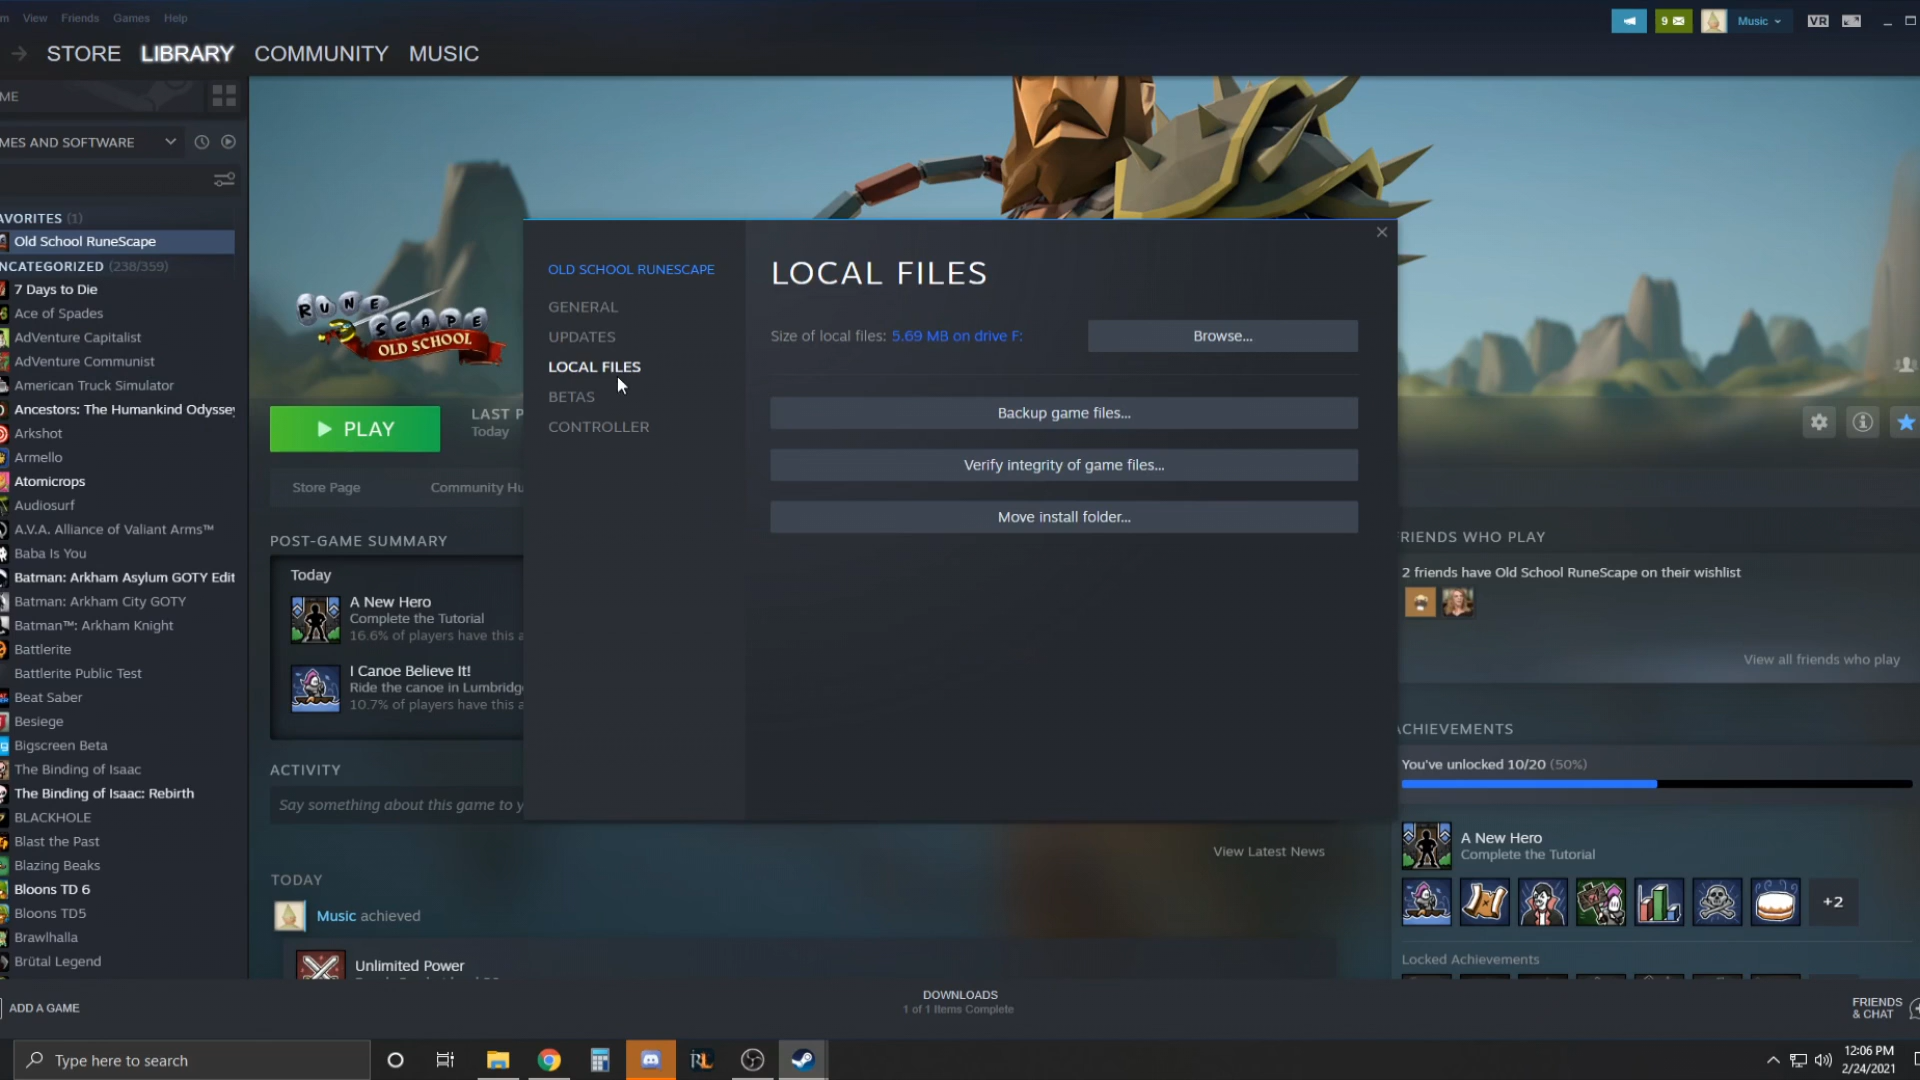 m View Friends Games Help
9
Music
VR
STORE LIBRARY COMMUNITY MUSIC
ME
MES AND SOFTWARE
AVORITES (1)
Old School RuneScape
NCATEGORIZED (238/359)
7 Days to Die
Ace of Spades
AdVenture Capitalist
AdVenture Communist
American Truck Simulator
Ancestors: The Humankind Odyssey
Arkshot
Armello
Atomicrops
Audiosurf
A.V.A. Alliance of Valiant Arms™
Baba Is You
Batman: Arkham Asylum GOTY Edit
Batman: Arkham City GOTY
Batman™: Arkham Knight
Battlerite
Battlerite Public Test
Beat Saber
Besiege
Bigscreen Beta
The Binding of Isaac
The Binding of Isaac: Rebirth
BLACKHOLE
Blast the Past
Blazing Beaks
Bloons TD 6
Bloons TD5
Brawlhalla
Brütal Legend
ADD A GAME
RUNE
SCAPE
OLD SCHOOL
PLAY
LAST P
Today
Store Page
Community Hu
POST-GAME SUMMARY
Today
A New Hero
Complete the Tutorial
16.6% of players have this a
I Canoe Believe It!
Ride the canoe in Lumbridg
10.7% of players have this a
ACTIVITY
Say something about this game to y
View Latest News
TODAY
Music achieved
Unlimited Power
OLD SCHOOL RUNESCAPE
GENERAL
UPDATES
LOCAL FILES
BETAS
CONTROLLER
LOCAL FILES
Size of local files: 5.69 MB on drive F:
Browse...
Backup game files...
Verify integrity of game files...
Move install folder...
FRIENDS WHO PLAY
2 friends have Old School RuneScape on their wishlist
View all friends who play
ACHIEVEMENTS
You've unlocked 10/20 (50%)
A New Hero
Complete the Tutorial
+2
Locked Achievements
DOWNLOADS
1 of 1 Items Complete
FRIENDS
& CHAT
Type here to search
RL
12:06 PM
2/24/2021